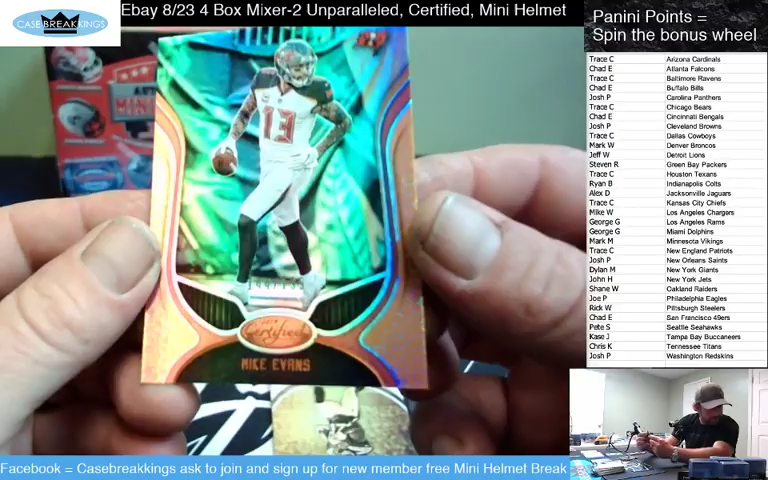 CASE BREAKKINGS
Ebay 8/23 4 Box Mixer-2 Unparalleled, Certified, Mini Helmet
Panini Points =
Spin the bonus wheel
Trace C Arizona Cardinals
Chad E Atlanta Falcons
Trace C Baltimore Ravens
Chad E Buffalo Bills
Josh P Carolina Panthers
Trace C Chicago Bears
Chad E Cincinnati Bengals
Josh P Cleveland Browns
Trace C Dallas Cowboys
Mark W Denver Broncos
Jeff W Detroit Lions
Steven R Green Bay Packers
Trace C Houston Texans
Ryan B Indianapolis Colts
Alex D Jacksonville Jaguars
Trace C Kansas City Chiefs
Mike W Los Angeles Chargers
George G Los Angeles Rams
George G Miami Dolphins
Mark M Minnesota Vikings
Trace C New England Patriots
Josh P New Orleans Saints
Dylan M New York Giants
John H New York Jets
Shane W Oakland Raiders
Joe P Philadelphia Eagles
Rick W Pittsburgh Steelers
Chad E San Francisco 49ers
Pete S Seattle Seahawks
Kase J Tampa Bay Buccaneers
Chris K Tennessee Titans
Josh P Washington Redskins
13
Certified
MIKE EVANS
Facebook = Casebreakkings ask to join and sign up for new member free Mini Helmet Break